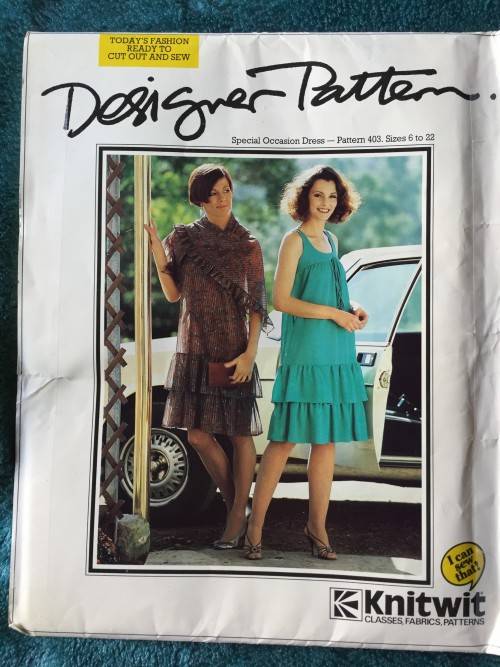 TODAY'S FASHION
READY TO
CUT OUT AND SEW
Designer Pattern.
Special Occasion Dress — Pattern 403. Sizes 6 to 22
I can
sew
that!
Knitwit
CLASSES, FABRICS, PATTERNS